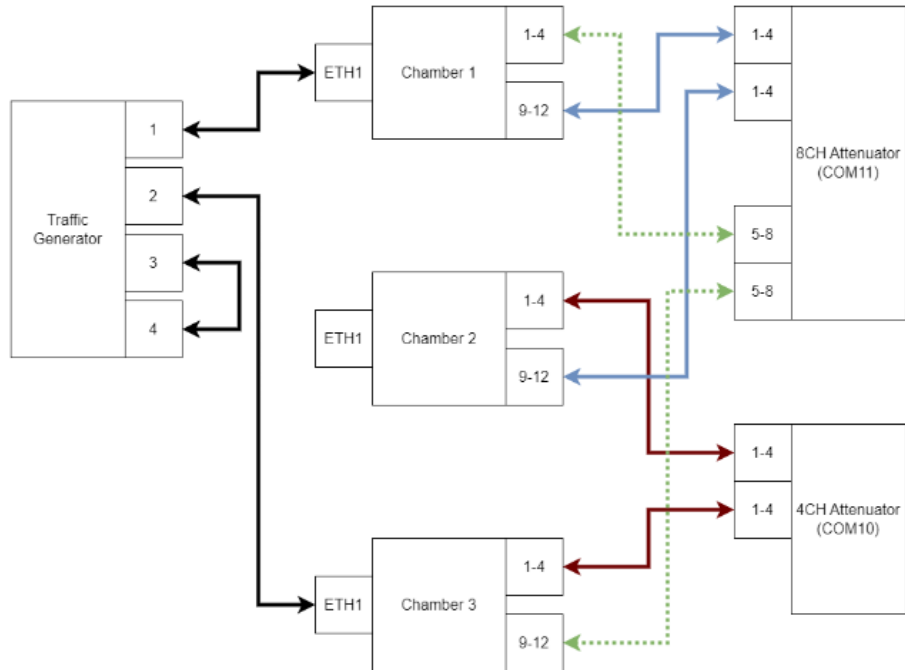 Traffic
Generator
1
2
3
4
ETH1
Chamber 1
1-4
9-12
ETH1
Chamber 2
1-4
9-12
ETH1
Chamber 3
1-4
9-12
1-4
1-4
5-8
5-8
8CH Attenuator
(COM11)
1-4
1-4
4CH Attenuator
(COM10)